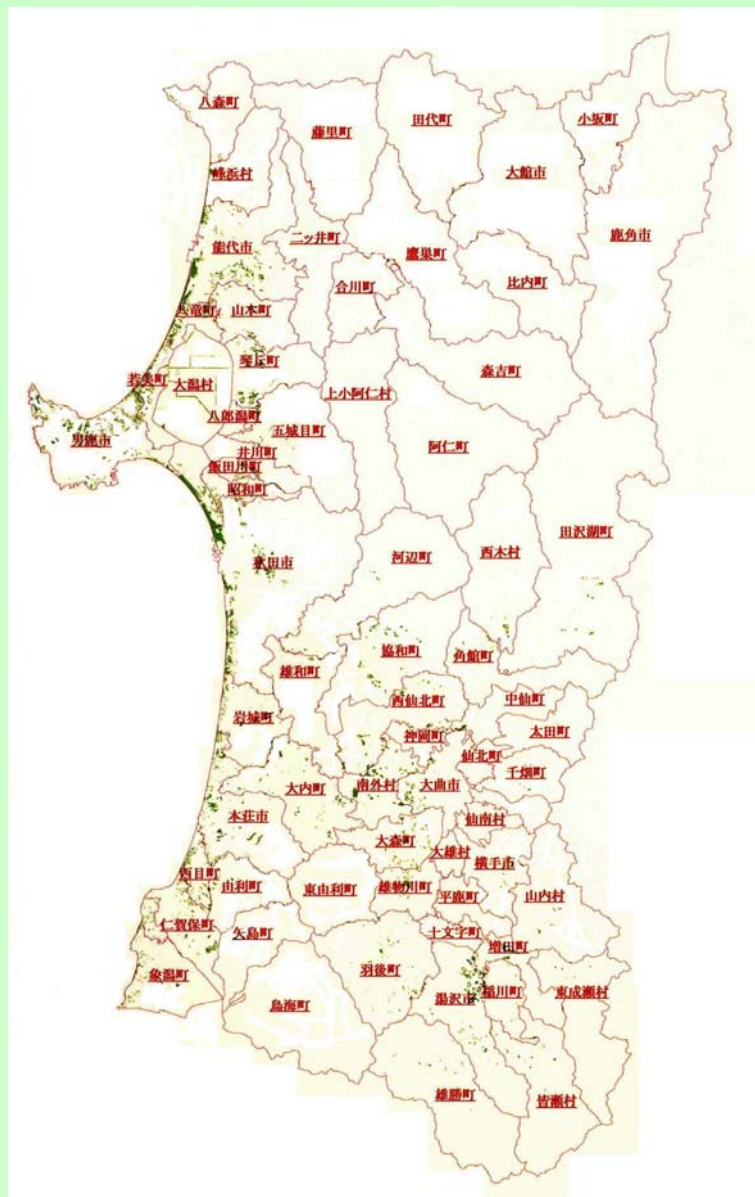 八森町
藤里町
田代町
小坂町
大館市
峰浜村
鹿角市
能代市
二ッ井町
鷹巣町
合川町
比内町
八竜町
山本町
琴丘町
森吉町
若美町
大潟村
上小阿仁村
八郎潟町
五城目町
男鹿市
阿仁町
井川町
飯田川町
昭和町
田沢湖町
秋田市
河辺町
西木村
協和町
角館町
雄和町
西仙北町
中仙町
岩城町
太田町
神岡町
仙北町
千畑町
大内町
南外村
大曲市
本荘市
仙南村
大森町
大雄村
横手市
西目町
由利町
東由利町
雄物川町
平鹿町
山内村
仁賀保町
矢島町
十文字町
増田町
象潟町
羽後町
湯沢市
稲川町
東成瀬村
鳥海町
雄勝町
皆瀬村